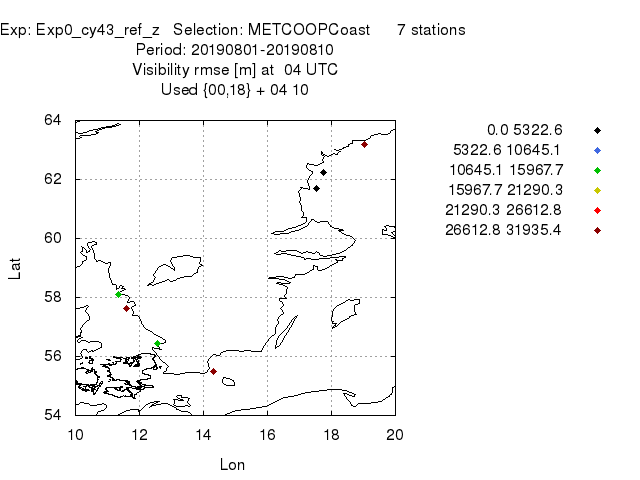 Exp: Exp0_cy43_ref_z Selection: METCOOPCoast 7 stations
Period: 20190801-20190810
Visibility rmse [m] at 04 UTC
Used {00,18} + 04 10
0.0 5322.6
5322.6 10645.1
10645.1 15967.7
15967.7 21290.3
21290.3 26612.8
26612.8 31935.4
64
62
60
58
56
54
Lat
10 12 14 16 18 20
Lon